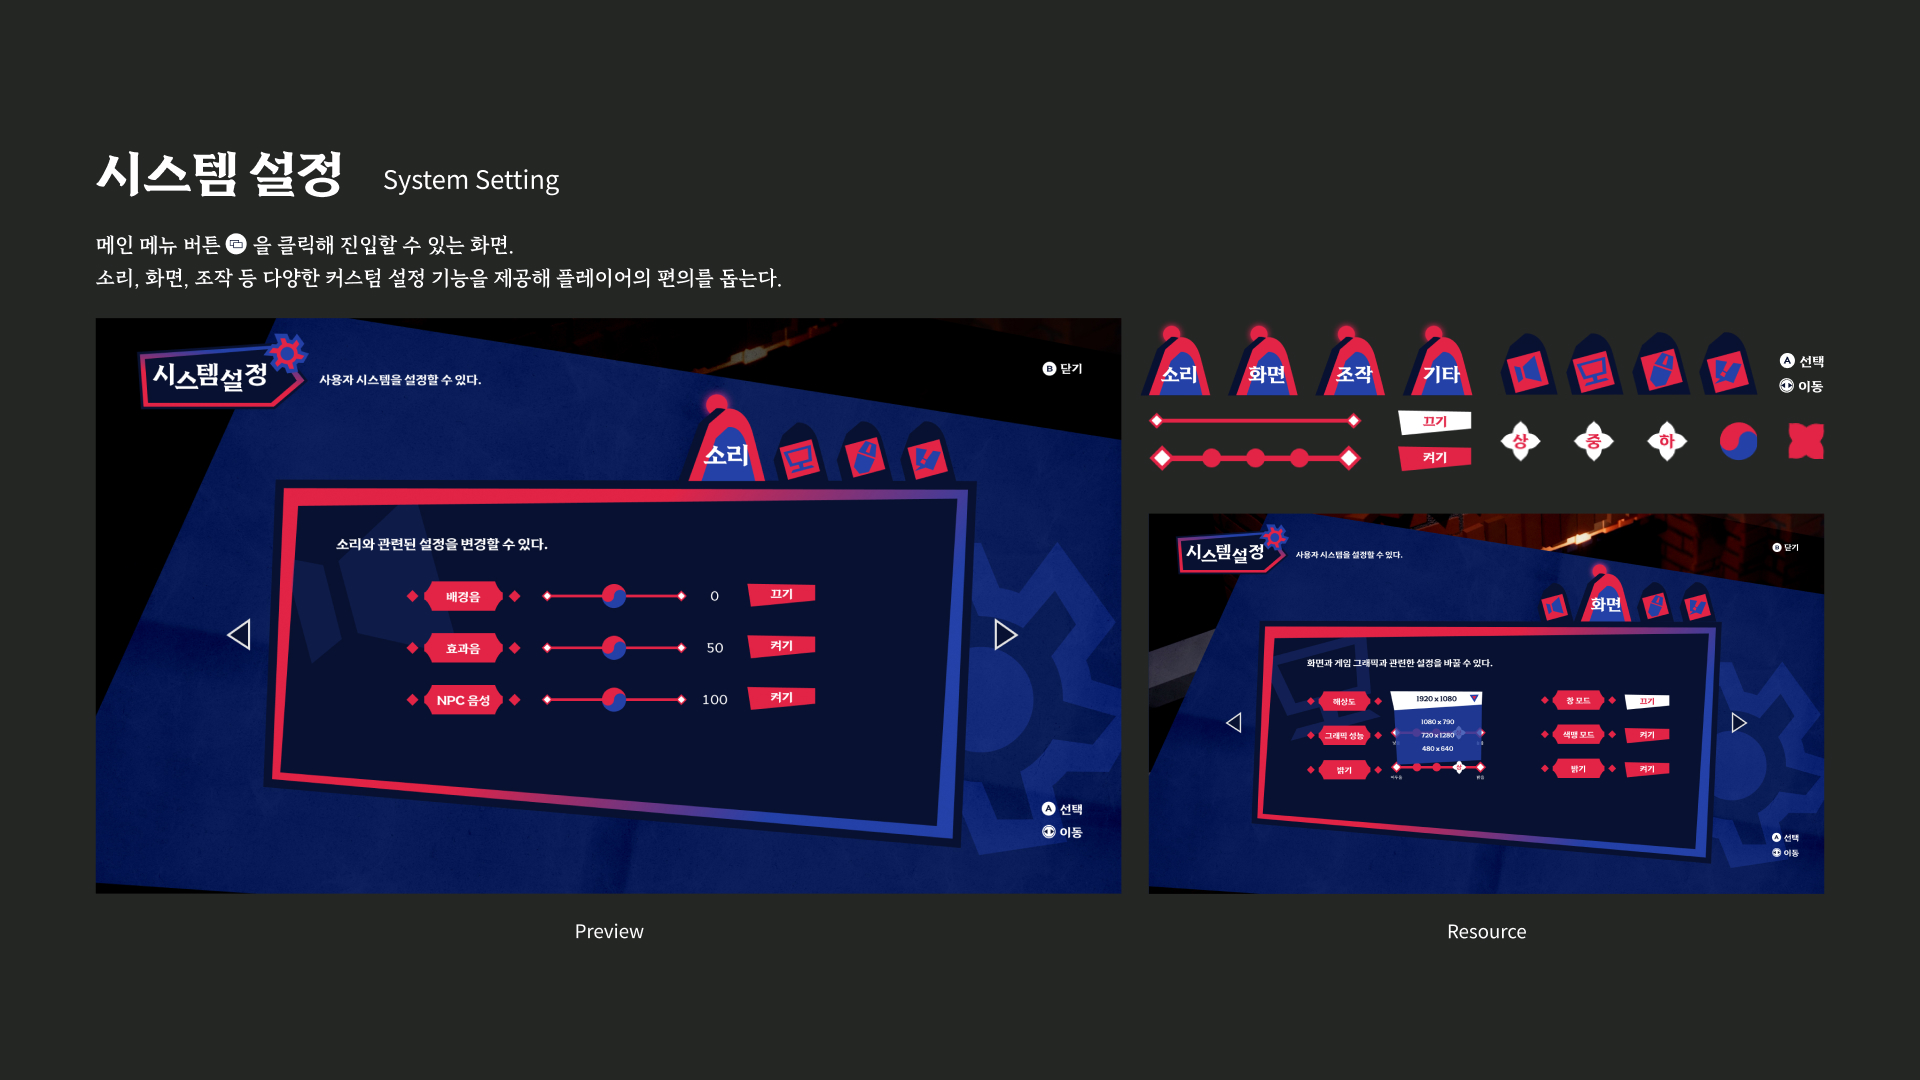 시스템 설정 System Setting
메인 메뉴 버튼 을 클릭해 진입할 수 있는 화면.
소리, 화면, 조작 등 다양한 커스텀 설정 기능을 제공해 플레이어의 편의를 돕는다.
시스템설정
사용자 시스템을 설정할 수 있다.
B 닫기
소리
소리와 관련된 설정을 변경할 수 있다.
배경음 0 끄기
효과음 50 켜기
NPC 음성 100 켜기
A 선택
이동
Preview
소리 화면 조작 기타
A 선택
이동
끄기
켜기
상 중 하
시스템설정
사용자 시스템을 설정할 수 있다.
B 닫기
화면
화면과 게임 그래픽과 관련한 설정을 바꿀 수 있다.
해상도 1920 x 1080 창 모드 끄기
1080 x 790
그래픽 성능 720 x 1280 색맹 모드 켜기
480 x 640
밝기 밝기 켜기
A 선택
이동
Resource